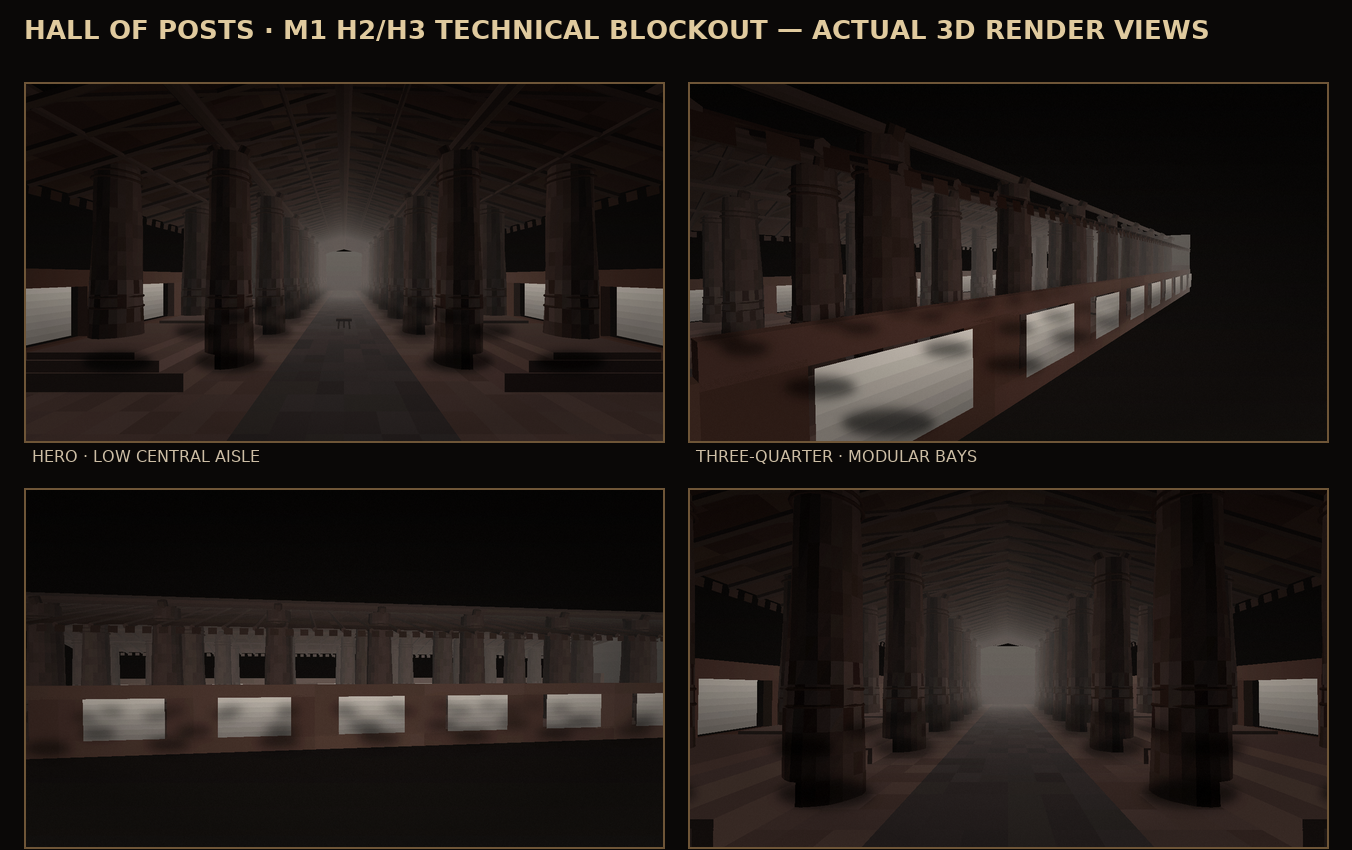 HALL OF POSTS · M1 H2/H3 TECHNICAL BLOCKOUT — ACTUAL 3D RENDER VIEWS
HERO · LOW CENTRAL AISLE
THREE-QUARTER · MODULAR BAYS